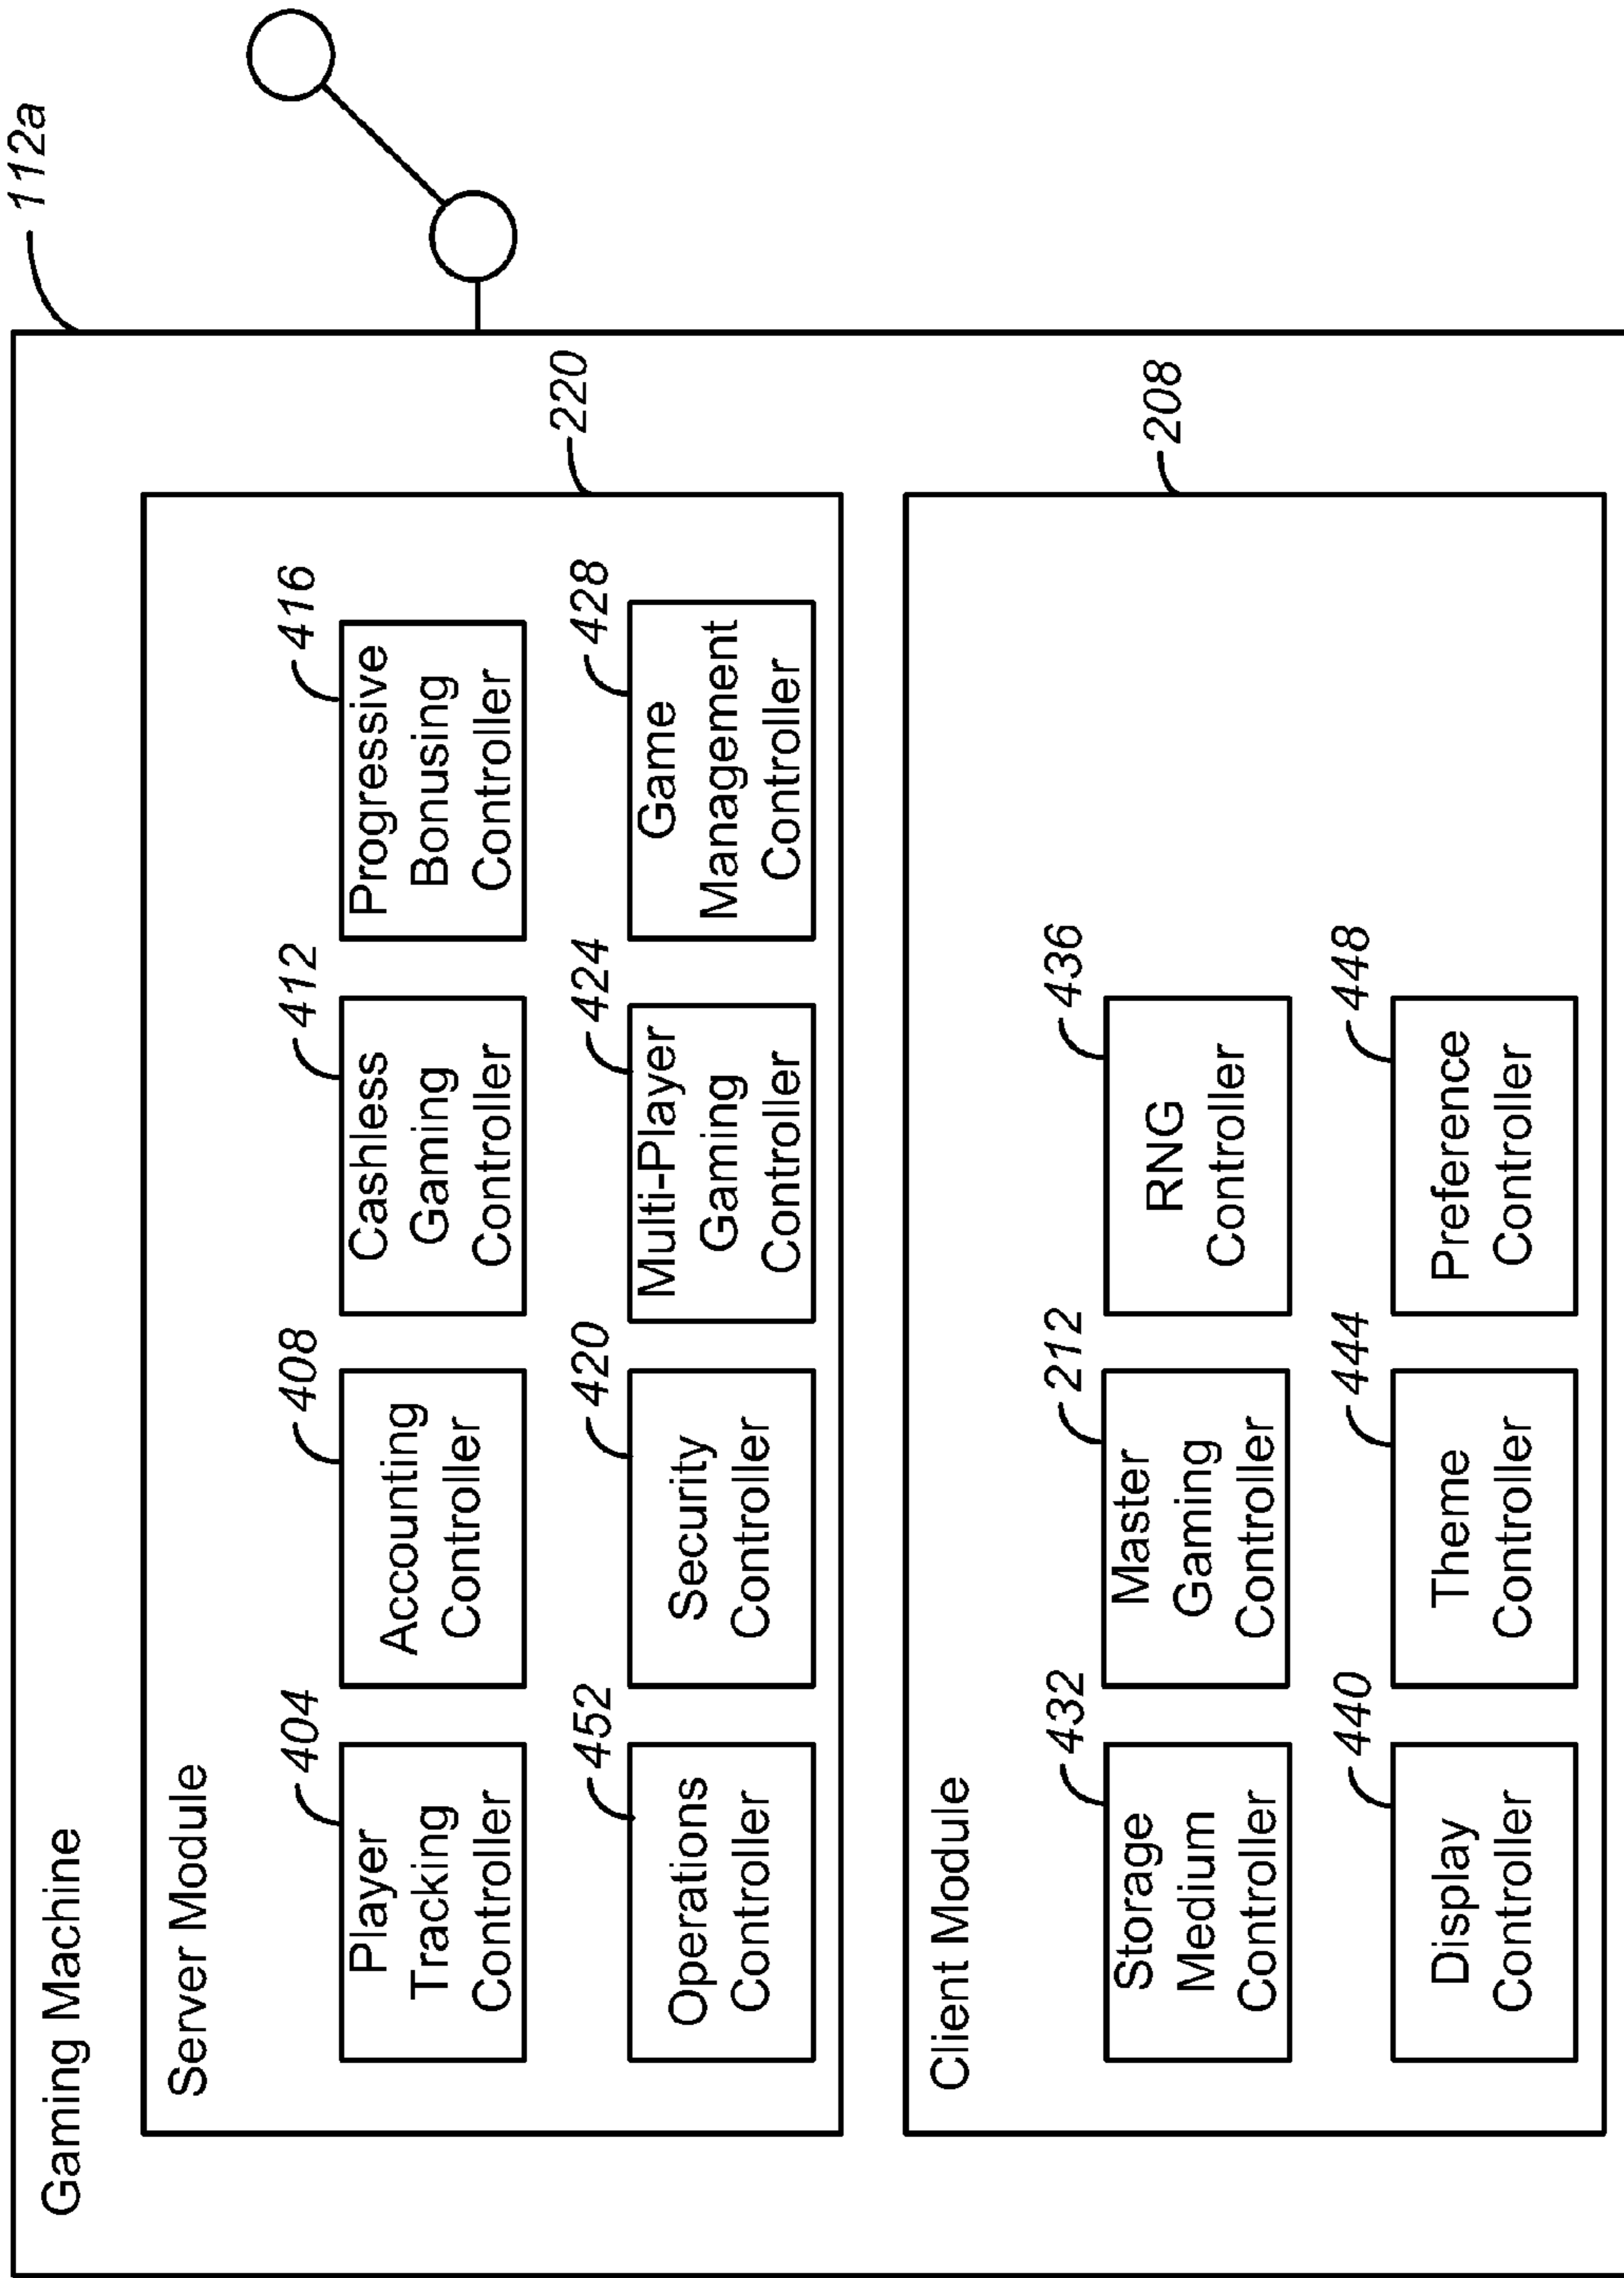 112a
Gaming Machine
220
Server Module
404
408
412
416
Player
Tracking
Controller
Accounting
Controller
Cashless
Gaming
Controller
Progressive
Bonusing
Controller
452
420
424
428
Operations
Controller
Security
Controller
Multi-Player
Gaming
Controller
Game
Management
Controller
208
Client Module
432
212
436
Storage
Medium
Controller
Master
Gaming
Controller
RNG
Controller
440
444
448
Display
Controller
Theme
Controller
Preference
Controller